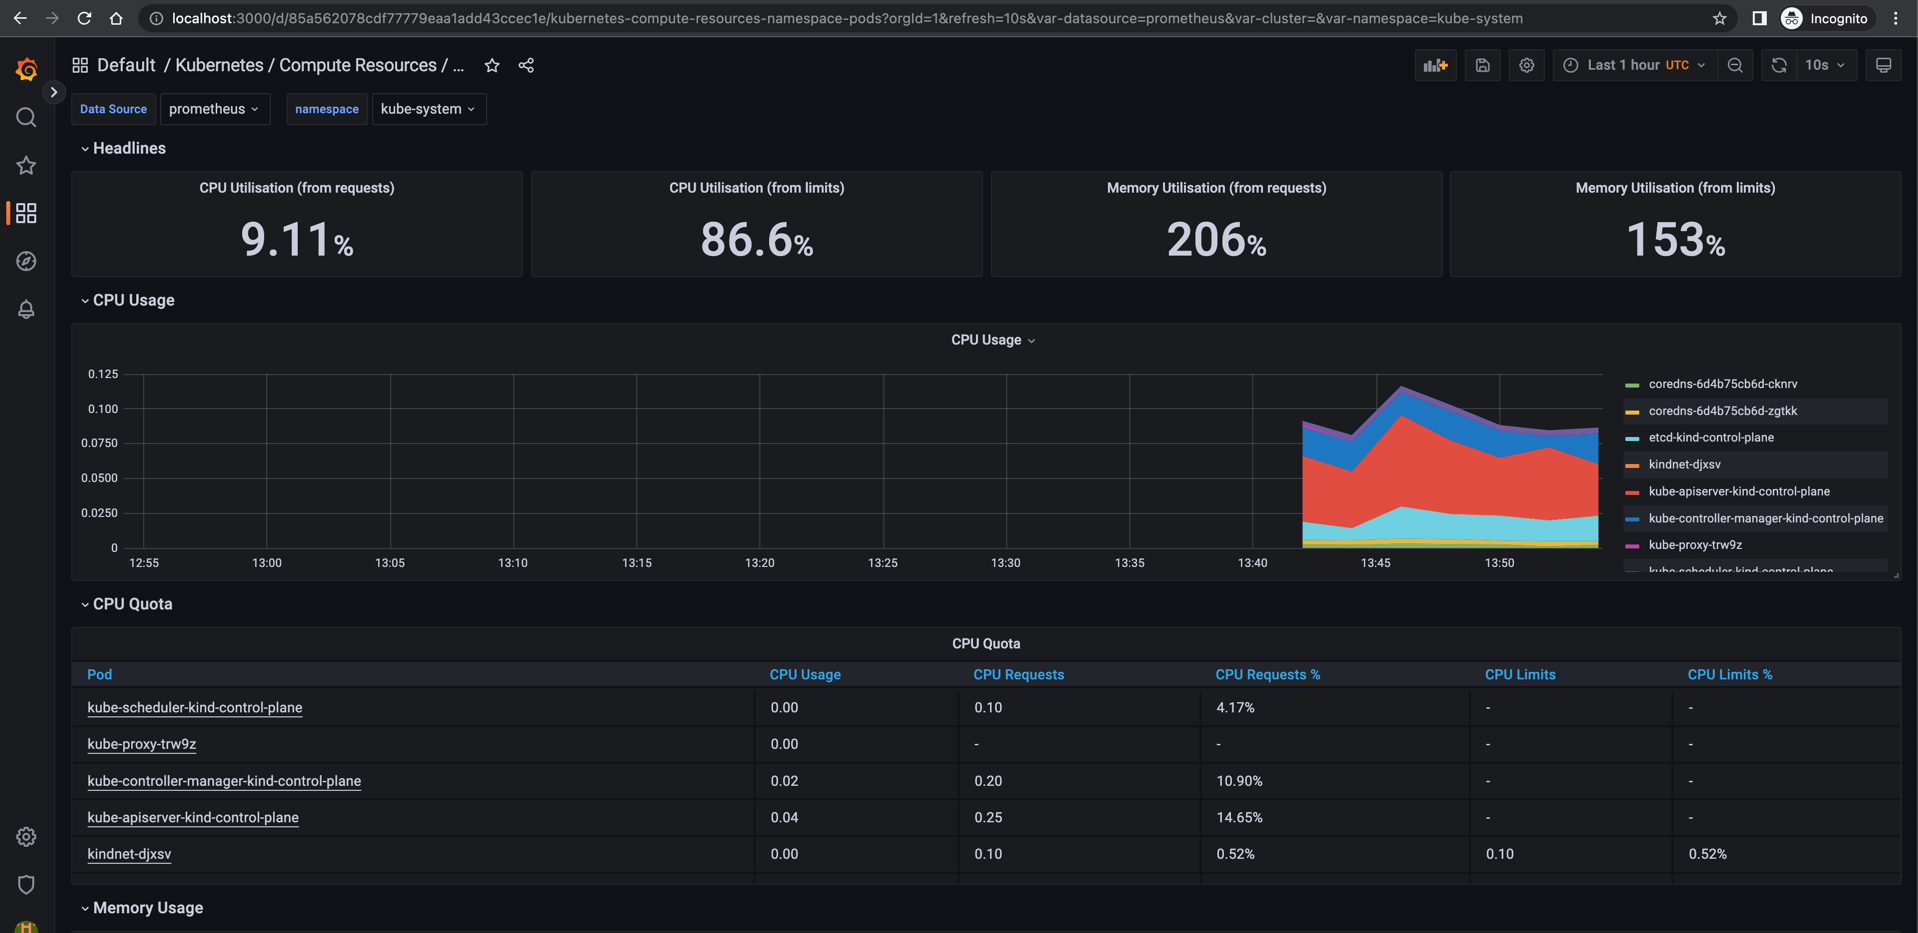 localhost:3000/d/85a562078cdf77779eaa1add43ccec1e/kubernetes-compute-resources-namespace-pods?orgId=1&refresh=10s&var-datasource=prometheus&var-cluster=&var-namespace=kube-system
Incognito
Default / Kubernetes / Compute Resources / ...
Last 1 hour UTC
10s
Data Source prometheus namespace kube-system
Headlines
CPU Utilisation (from requests)
9.11%
CPU Utilisation (from limits)
86.6%
Memory Utilisation (from requests)
206%
Memory Utilisation (from limits)
153%
CPU Usage
CPU Usage
0.125
0.100
0.0750
0.0500
0.0250
0
12:55 13:00 13:05 13:10 13:15 13:20 13:25 13:30 13:35 13:40 13:45 13:50
coredns-6d4b75cb6d-cknrv
coredns-6d4b75cb6d-zgtkk
etcd-kind-control-plane
kindnet-djxsv
kube-apiserver-kind-control-plane
kube-controller-manager-kind-control-plane
kube-proxy-trw9z
kube-scheduler-kind-control-plane
CPU Quota
CPU Quota
Pod CPU Usage CPU Requests CPU Requests % CPU Limits CPU Limits %
kube-scheduler-kind-control-plane 0.00 0.10 4.17% - -
kube-proxy-trw9z 0.00 - - - -
kube-controller-manager-kind-control-plane 0.02 0.20 10.90% - -
kube-apiserver-kind-control-plane 0.04 0.25 14.65% - -
kindnet-djxsv 0.00 0.10 0.52% 0.10 0.52%
Memory Usage